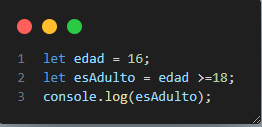 1 let edad = 16;
2 let esAdulto = edad >=18;
3 console.log(esAdulto);